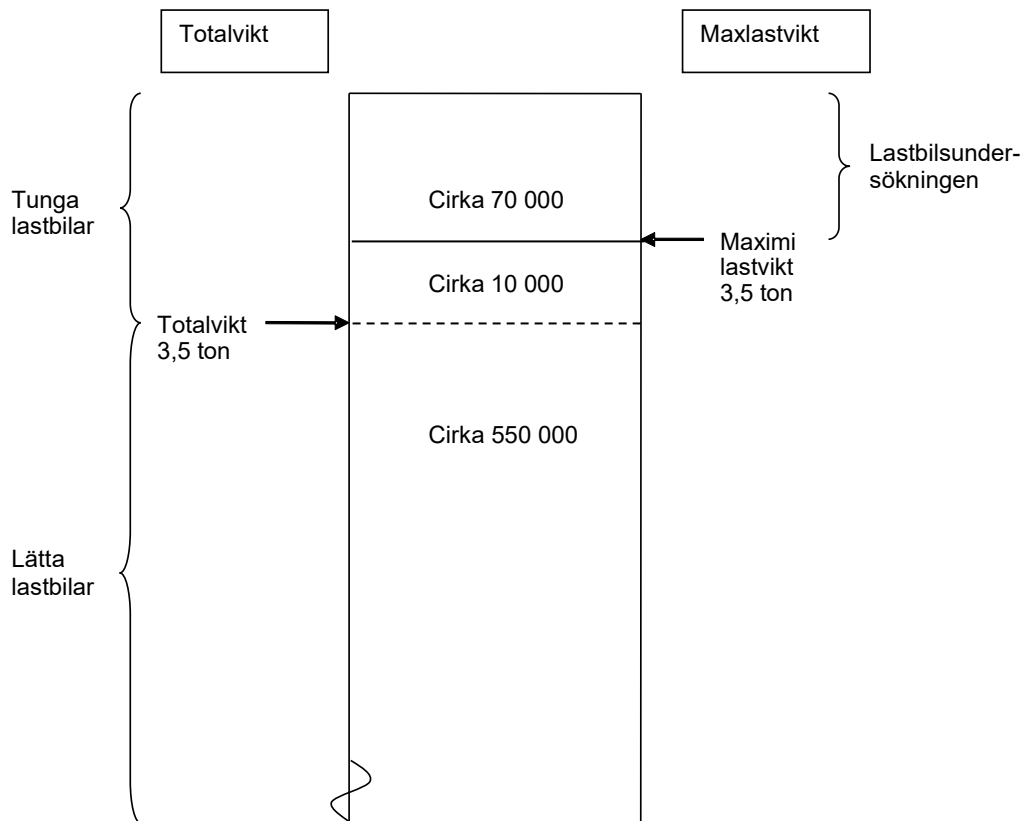 Totalvikt
Maxlastvikt
Lastbilsunder-
sökningen
Tunga
lastbilar
Cirka 70 000
Maximi
lastvikt
3,5 ton
Cirka 10 000
Totalvikt
3,5 ton
Cirka 550 000
Lätta
lastbilar